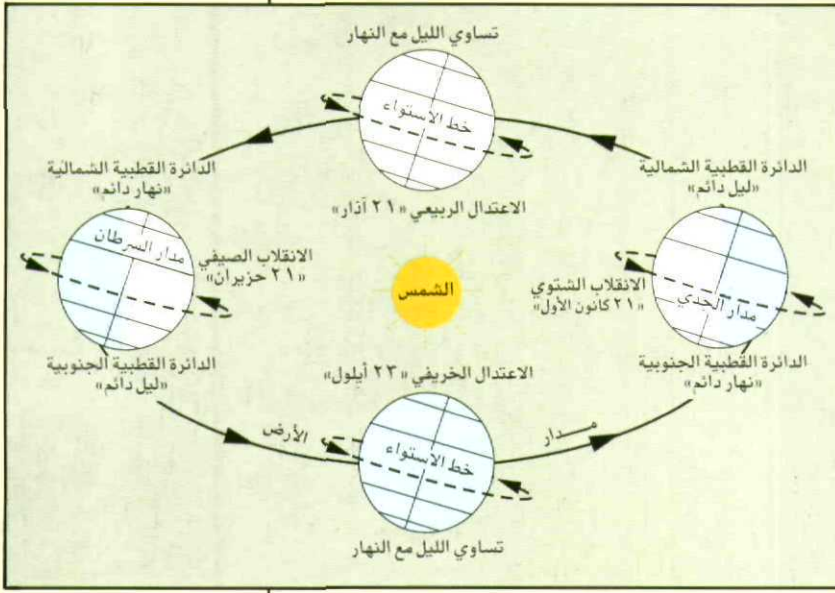 تساوي الليل مع النهار
خط الاستواء
الاعتدال الربيعي «٢١ آذار»
الدائرة القطبية الشمالية
«ليل دائم»
الانقلاب الشتوي
«٢١ كانون الأول»
مدار الجدي
الدائرة القطبية الجنوبية
«نهار دائم»
الشمس
الدائرة القطبية الشمالية
«نهار دائم»
مدار السرطان
الانقلاب الصيفي
«٢١ حزيران»
الدائرة القطبية الجنوبية
«ليل دائم»
الاعتدال الخريفي «٢٣ أيلول»
مدار
الأرض
خط الاستواء
تساوي الليل مع النهار